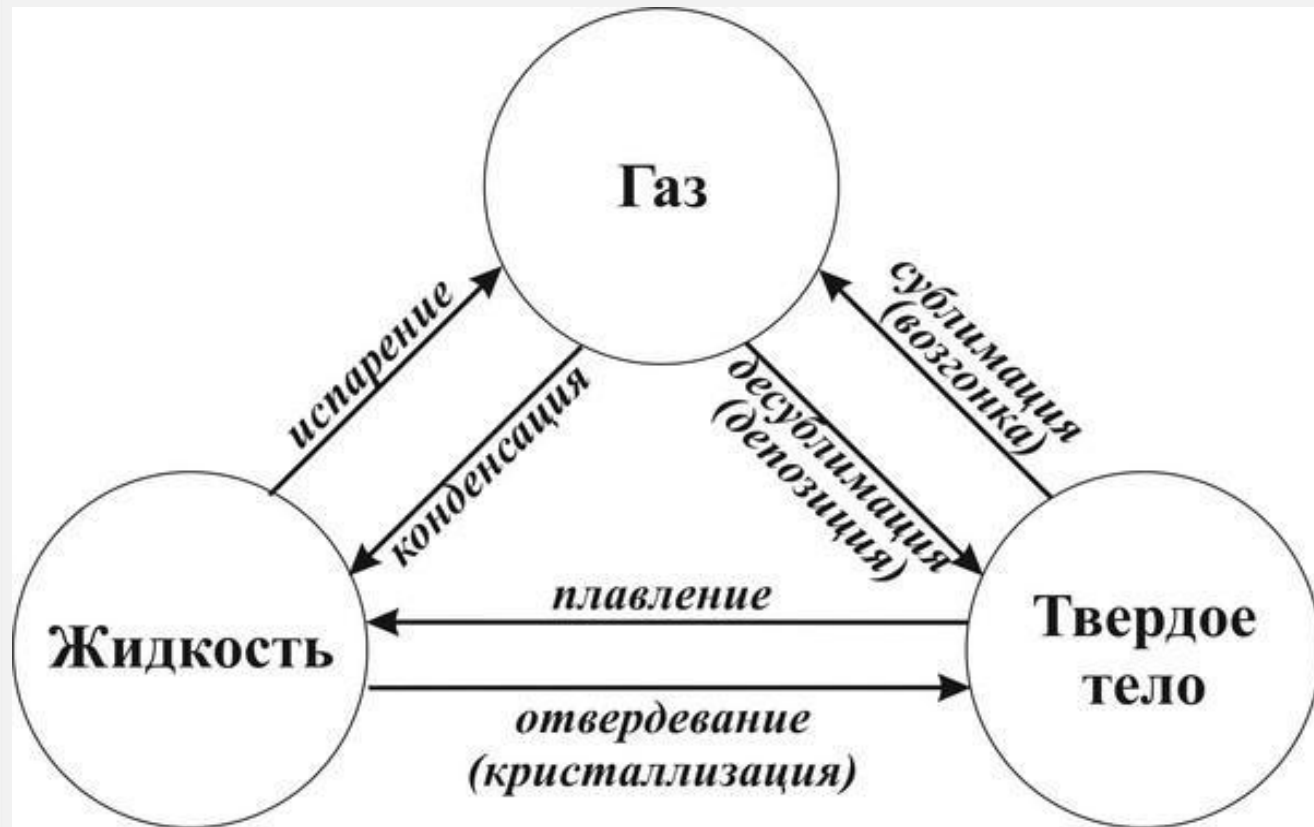 Газ
испарение
конденсация
сублимация
(возгонка)
десублимация
(депозиция)
плавление
Жидкость
Твердое
тело
отвердевание
(кристаллизация)